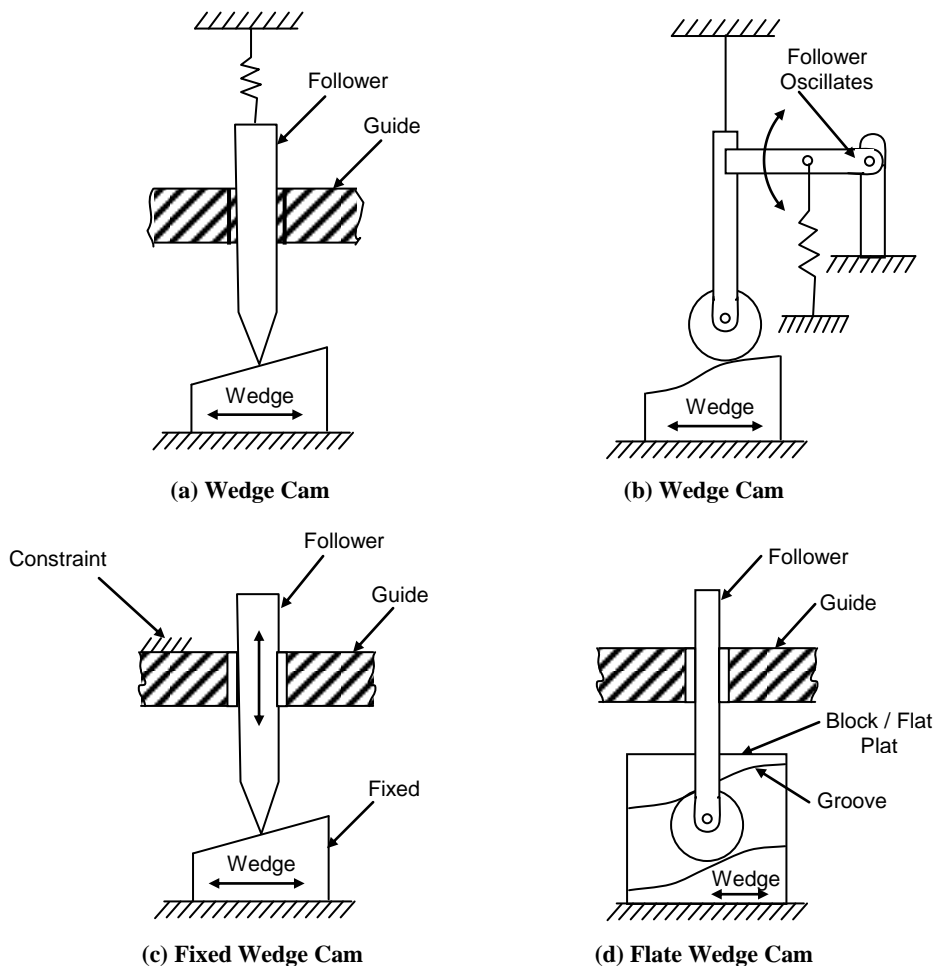 Follower
Guide
Wedge
(a) Wedge Cam
Follower
Oscillates
Wedge
(b) Wedge Cam
Constraint
Follower
Guide
Fixed
Wedge
(c) Fixed Wedge Cam
Follower
Guide
Block / Flat
Plat
Groove
Wedge
(d) Flate Wedge Cam